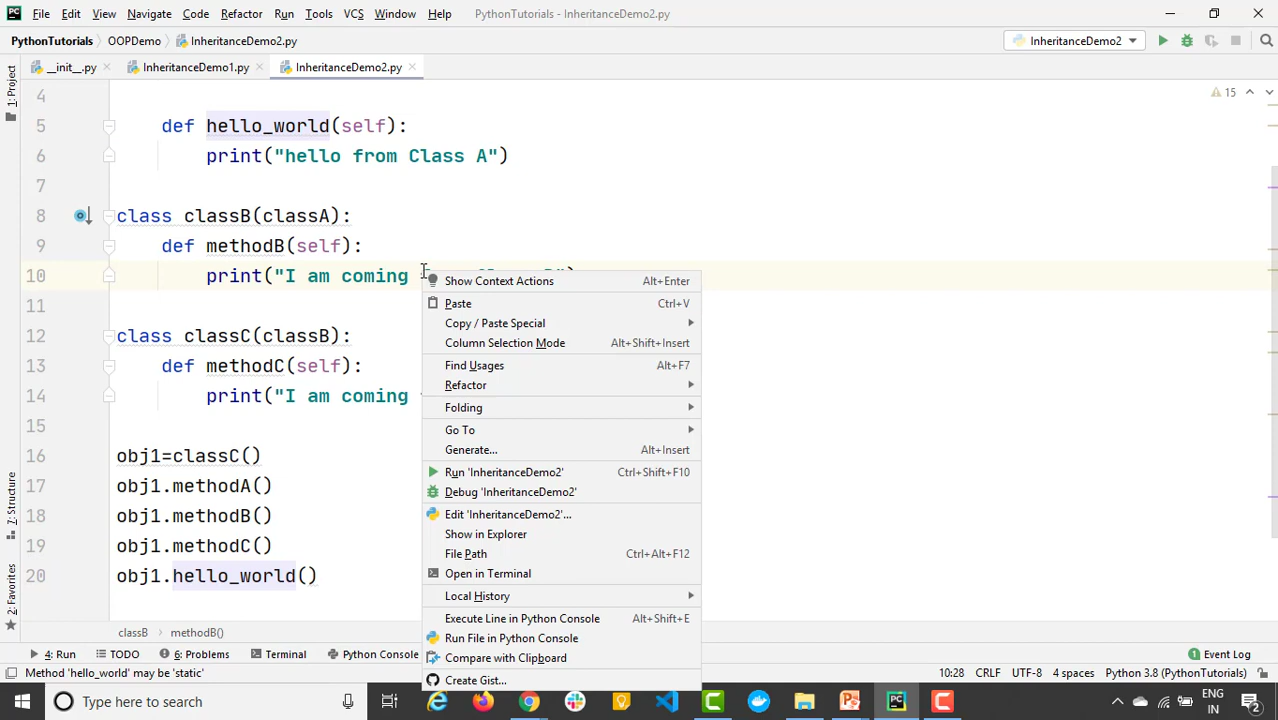 PC File Edit View Navigate Code Refactor Run Tools VCS Window Help PythonTutorials - InheritanceDemo2.py
PythonTutorials OOPDemo InheritanceDemo2.py InheritanceDemo2
__init__.py InheritanceDemo1.py InheritanceDemo2.py
1: Project
7: Structure
2: Favorites
15
4
5 def hello_world(self):
6 print("hello from Class A")
7
8 class classB(classA):
9 def methodB(self):
10 print("I am coming
11
12 class classC(classB):
13 def methodC(self):
14 print("I am coming
15
16 obj1=classC()
17 obj1.methodA()
18 obj1.methodB()
19 obj1.methodC()
20 obj1.hello_world()
Show Context Actions Alt+Enter
Paste Ctrl+V
Copy / Paste Special
Column Selection Mode Alt+Shift+Insert
Find Usages Alt+F7
Refactor
Folding
Go To
Generate... Alt+Insert
Run 'InheritanceDemo2' Ctrl+Shift+F10
Debug 'InheritanceDemo2'
Edit 'InheritanceDemo2'...
Show in Explorer
File Path Ctrl+Alt+F12
Open in Terminal
Local History
Execute Line in Python Console Alt+Shift+E
Run File in Python Console
Compare with Clipboard
Create Gist...
classB methodB()
4: Run TODO 6: Problems Terminal Python Console 1 Event Log
Method 'hello_world' may be 'static' 10:28 CRLF UTF-8 4 spaces Python 3.8 (PythonTutorials)
Type here to search PC ENG
IN 2